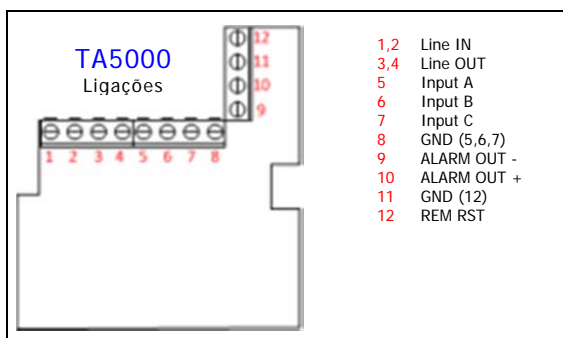 TA5000
Ligações
12
11
10
9
1 2 3 4 5 6 7 8
1,2 Line IN
3,4 Line OUT
5 Input A
6 Input B
7 Input C
8 GND (5,6,7)
9 ALARM OUT -
10 ALARM OUT +
11 GND (12)
12 REM RST